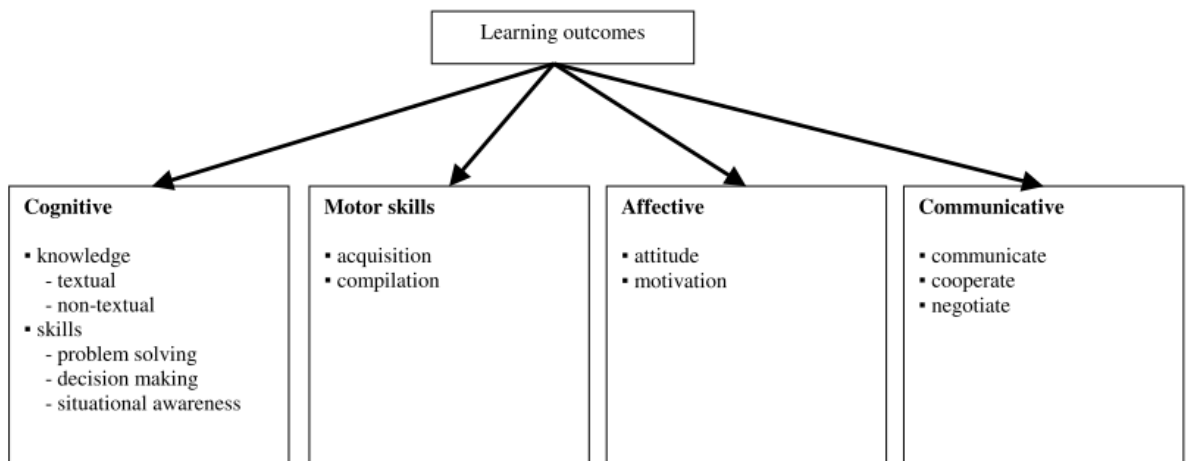 Learning outcomes
Cognitive
▪ knowledge
- textual
- non-textual
▪ skills
- problem solving
- decision making
- situational awareness
Motor skills
▪ acquisition
▪ compilation
Affective
▪ attitude
▪ motivation
Communicative
▪ communicate
▪ cooperate
▪ negotiate